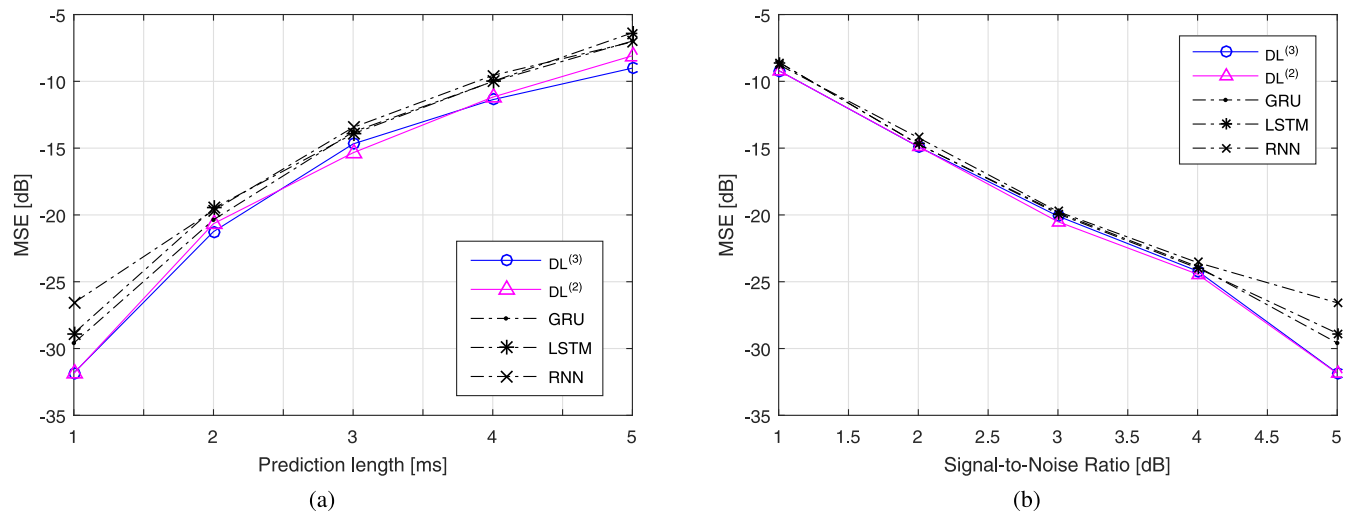 -5
-10
-15
-20
-25
-30
-35
MSE [dB]
DL(3)
DL(2)
GRU
LSTM
RNN
1 2 3 4 5
Prediction length [ms]
(a)
-5
-10
-15
-20
-25
-30
-35
MSE [dB]
DL(3)
DL(2)
GRU
LSTM
RNN
1 1.5 2 2.5 3 3.5 4 4.5 5
Signal-to-Noise Ratio [dB]
(b)